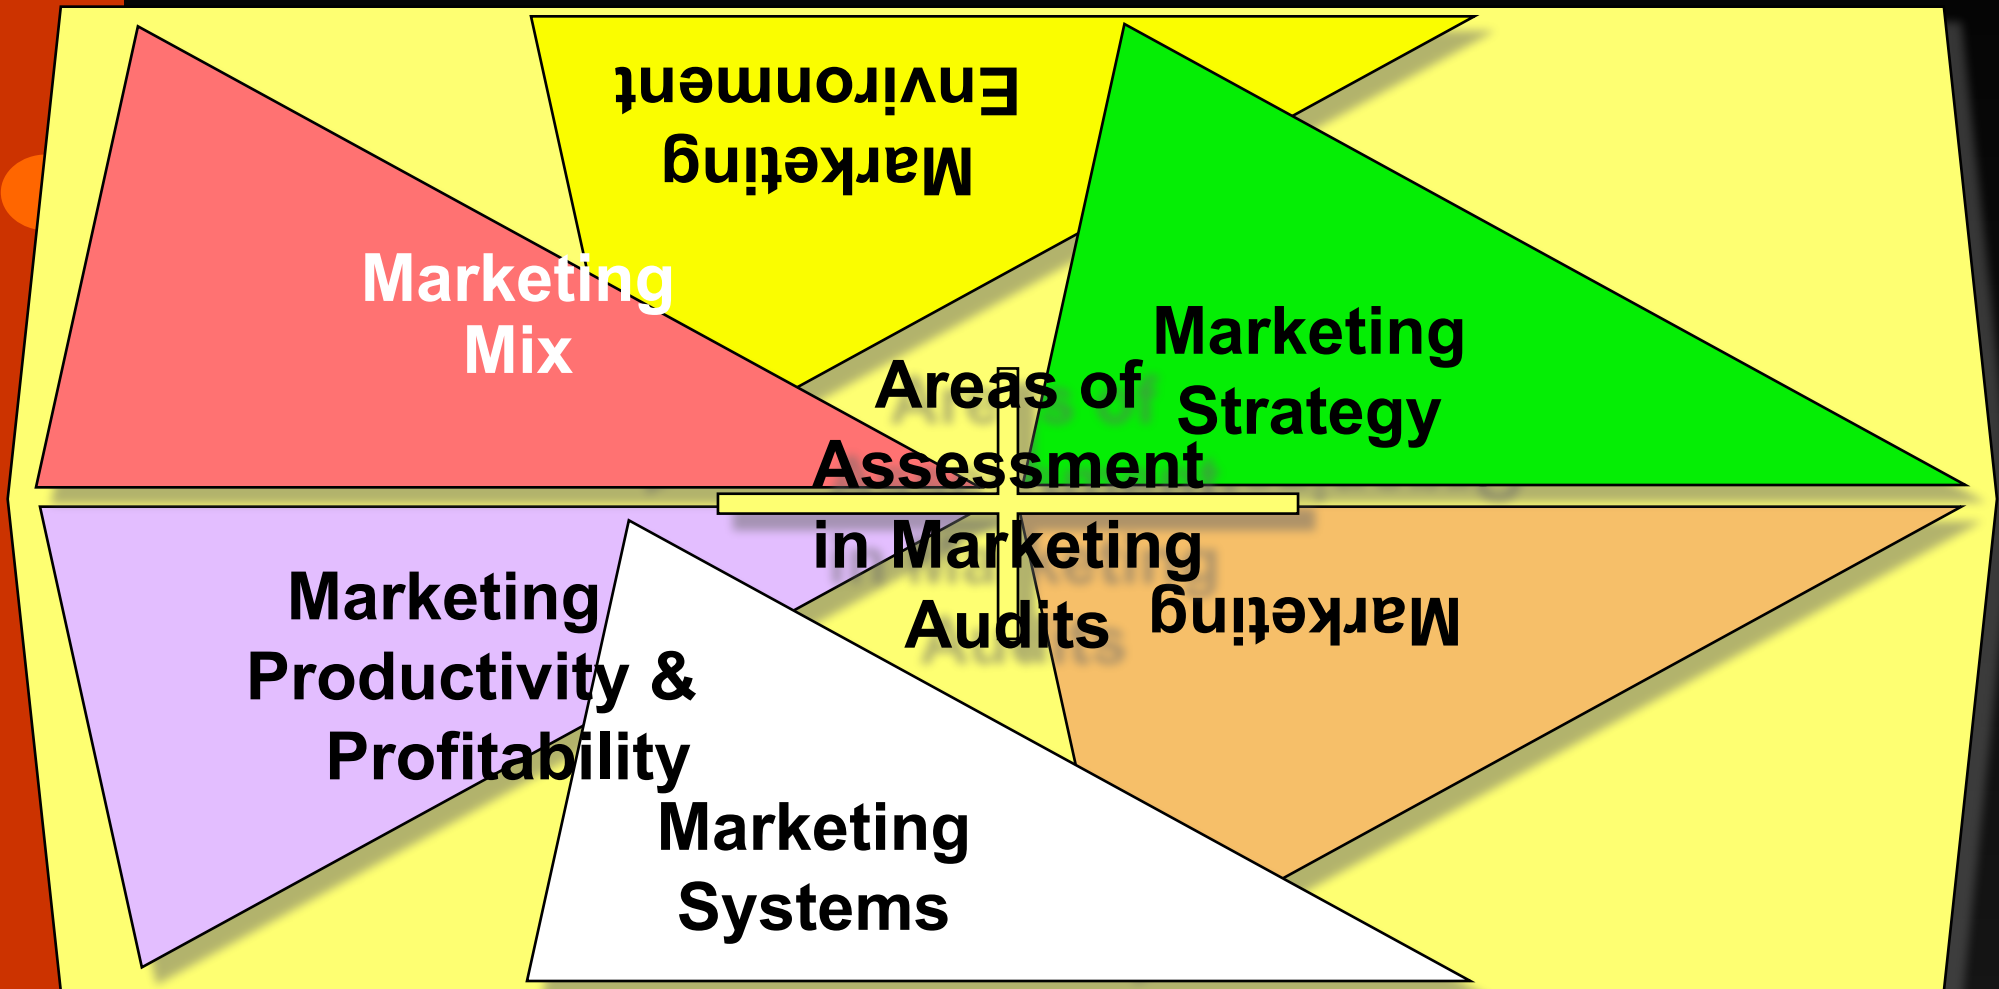 Marketing
Environment
Marketing
Mix
Marketing
Strategy
Areas of
Assessment
in Marketing
Audits
Marketing
Marketing
Productivity &
Profitability
Marketing
Systems